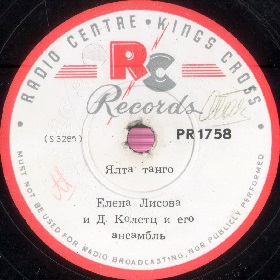 · RADIO CENTRE · KINGS CROSS ·
RC
Records
(S3285)
PR1758
Ялта танго
Елена Лисова
и Д. Колетц и его
ансамбль
MUST NOT BE USED FOR RADIO BROADCASTING, NOR PUBLICLY PERFORMED